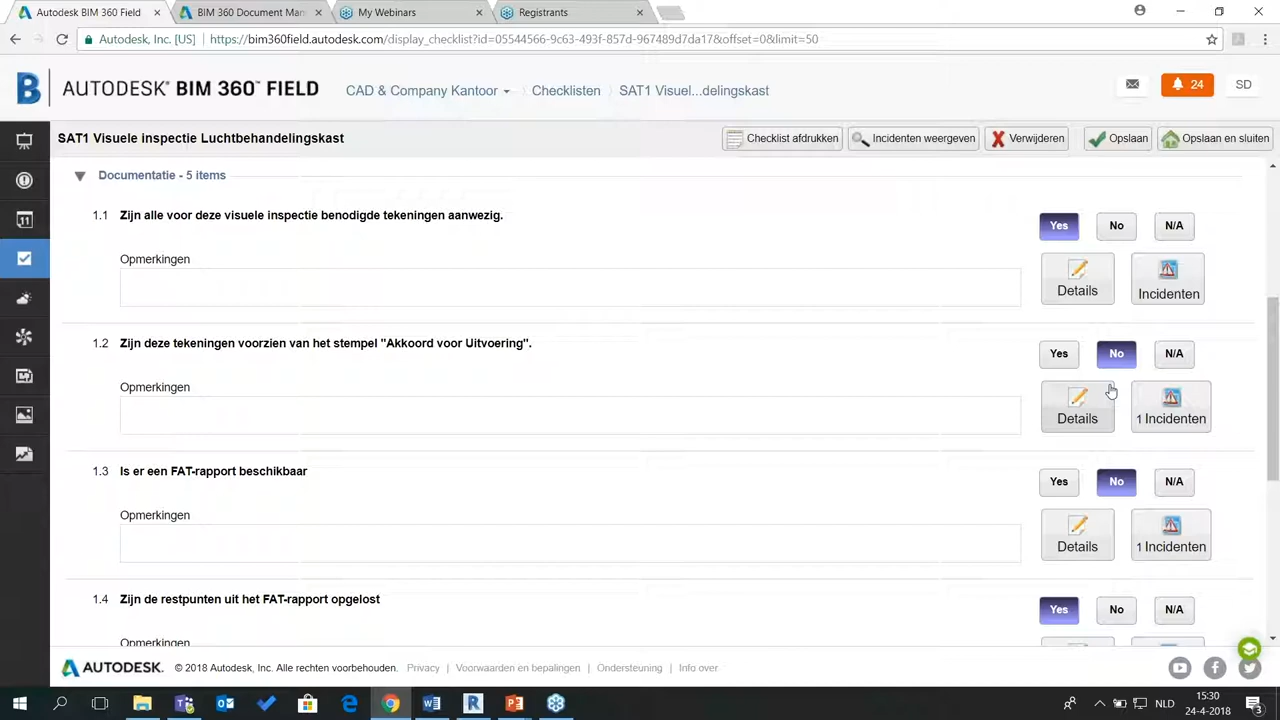 Autodesk BIM 360 Field
BIM 360 Document Man
My Webinars
Registrants
Autodesk, Inc. [US] https://bim360field.autodesk.com/display_checklist?id=05544566-9c63-493f-857d-967489d7da17&offset=0&limit=50
B AUTODESK® BIM 360™ FIELD
CAD & Company Kantoor
Checklisten
SAT1 Visuel...delingskast
24
SD
SAT1 Visuele inspectie Luchtbehandelingskast
Checklist afdrukken
Incidenten weergeven
Verwijderen
Opslaan
Opslaan en sluiten
11
Documentatie - 5 items
1.1 Zijn alle voor deze visuele inspectie benodigde tekeningen aanwezig.
Yes No N/A
Opmerkingen
Details Incidenten
1.2 Zijn deze tekeningen voorzien van het stempel "Akkoord voor Uitvoering".
Yes No N/A
Opmerkingen
Details 1 Incidenten
1.3 Is er een FAT-rapport beschikbaar
Yes No N/A
Opmerkingen
Details 1 Incidenten
1.4 Zijn de restpunten uit het FAT-rapport opgelost
Yes No N/A
Opmerkingen
AUTODESK. © 2018 Autodesk, Inc. Alle rechten voorbehouden. Privacy | Voorwaarden en bepalingen | Ondersteuning | Info over
NLD
15:30
24-4-2018
3